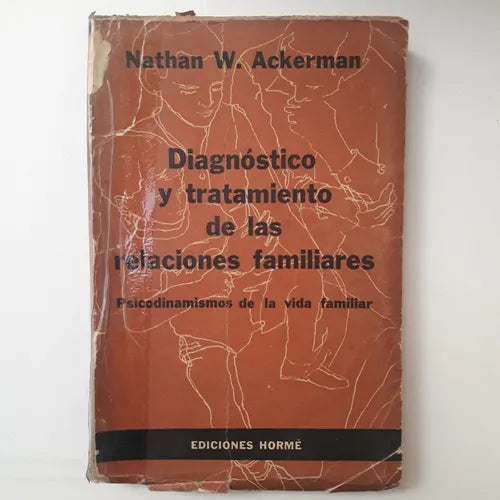 Nathan W. Ackerman
Diagnóstico
y tratamiento
de las
relaciones familiares
Psicodinamismos de la vida familiar
EDICIONES HORMÉ